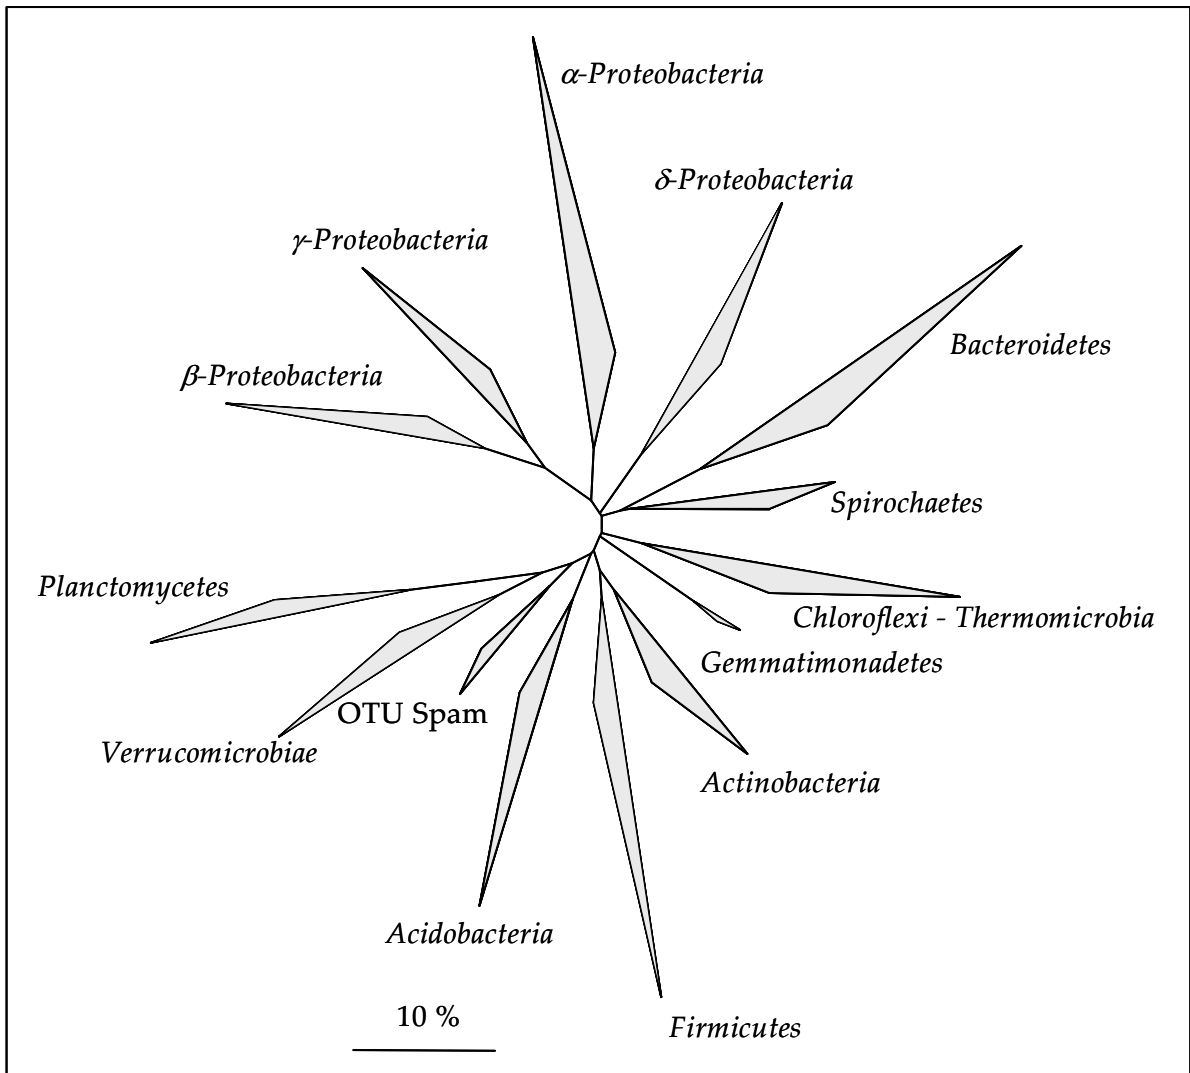 α-Proteobacteria
δ-Proteobacteria
γ-Proteobacteria
Bacteroidetes
β-Proteobacteria
Spirochaetes
Planctomycetes
Chloroflexi - Thermomicrobia
Gemmatimonadetes
OTU Spam
Verrucomicrobiae
Actinobacteria
Acidobacteria
10 %
Firmicutes